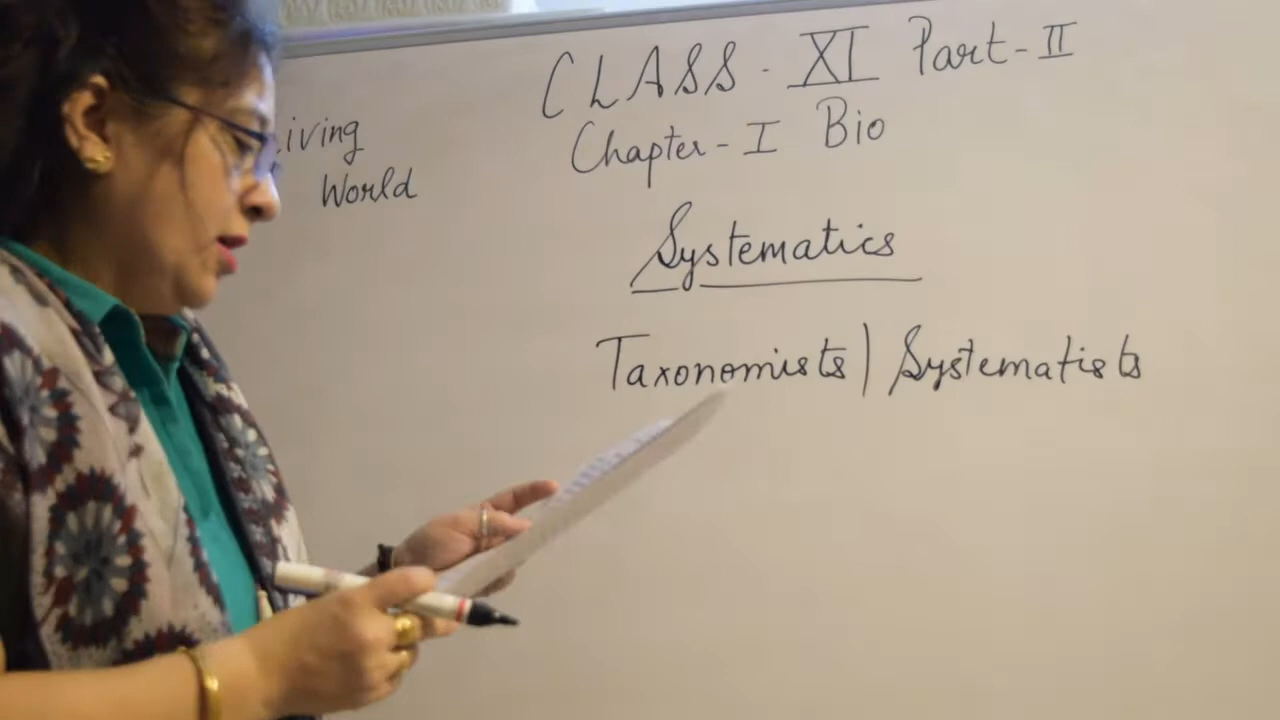 CLASS - XI Part - II
Chapter - I Bio
iving
World
Systematics
Taxonomists | Systematists